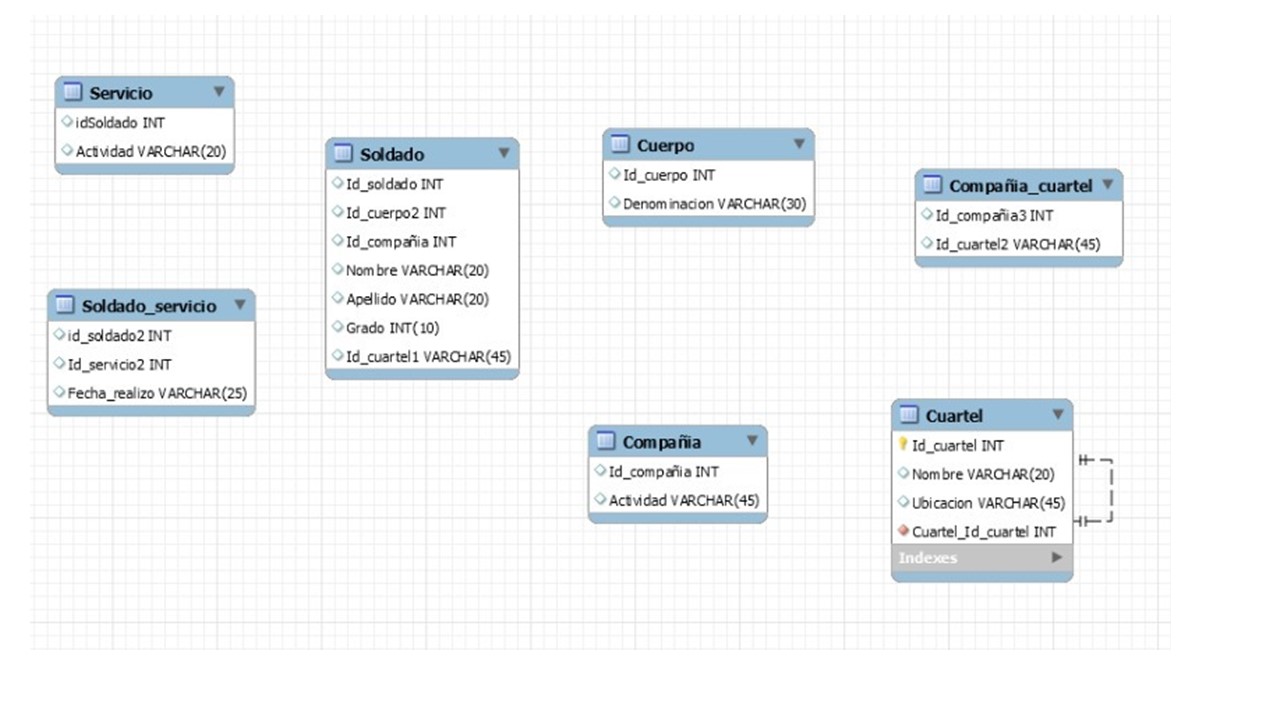 Servicio
idSoldado INT
Actividad VARCHAR(20)
Soldado_servicio
id_soldado2 INT
Id_servicio2 INT
Fecha_realizo VARCHAR(25)
Soldado
Id_soldado INT
Id_cuerpo2 INT
Id_compañia INT
Nombre VARCHAR(20)
Apellido VARCHAR(20)
Grado INT(10)
Id_cuartel1 VARCHAR(45)
Cuerpo
Id_cuerpo INT
Denominacion VARCHAR(30)
Compañia
Id_compañia INT
Actividad VARCHAR(45)
Compañia_cuartel
Id_compañia3 INT
Id_cuartel2 VARCHAR(45)
Cuartel
Id_cuartel INT
Nombre VARCHAR(20)
Ubicacion VARCHAR(45)
Cuartel_Id_cuartel INT
Indexes